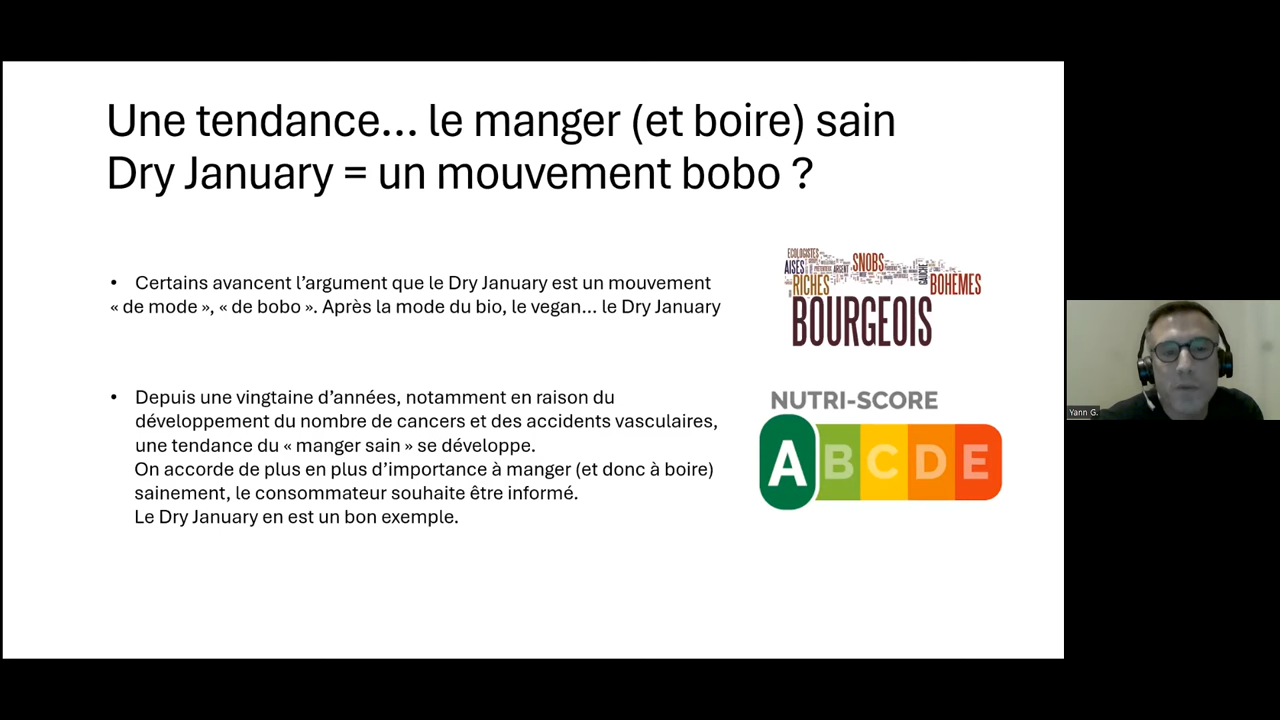 Une tendance... le manger (et boire) sain
Dry January = un mouvement bobo ?
• Certains avancent l’argument que le Dry January est un mouvement
« de mode », « de bobo ». Après la mode du bio, le vegan... le Dry January
• Depuis une vingtaine d’années, notamment en raison du
développement du nombre de cancers et des accidents vasculaires,
une tendance du « manger sain » se développe.
On accorde de plus en plus d’importance à manger (et donc à boire)
sainement, le consommateur souhaite être informé.
Le Dry January en est un bon exemple.
ECOLOGISTES
SNOBS
AISÉS
ARGENT
GAUCHE
RICHES
BOHÈMES
BOURGEOIS
NUTRI-SCORE
A B C D E
Yann G.